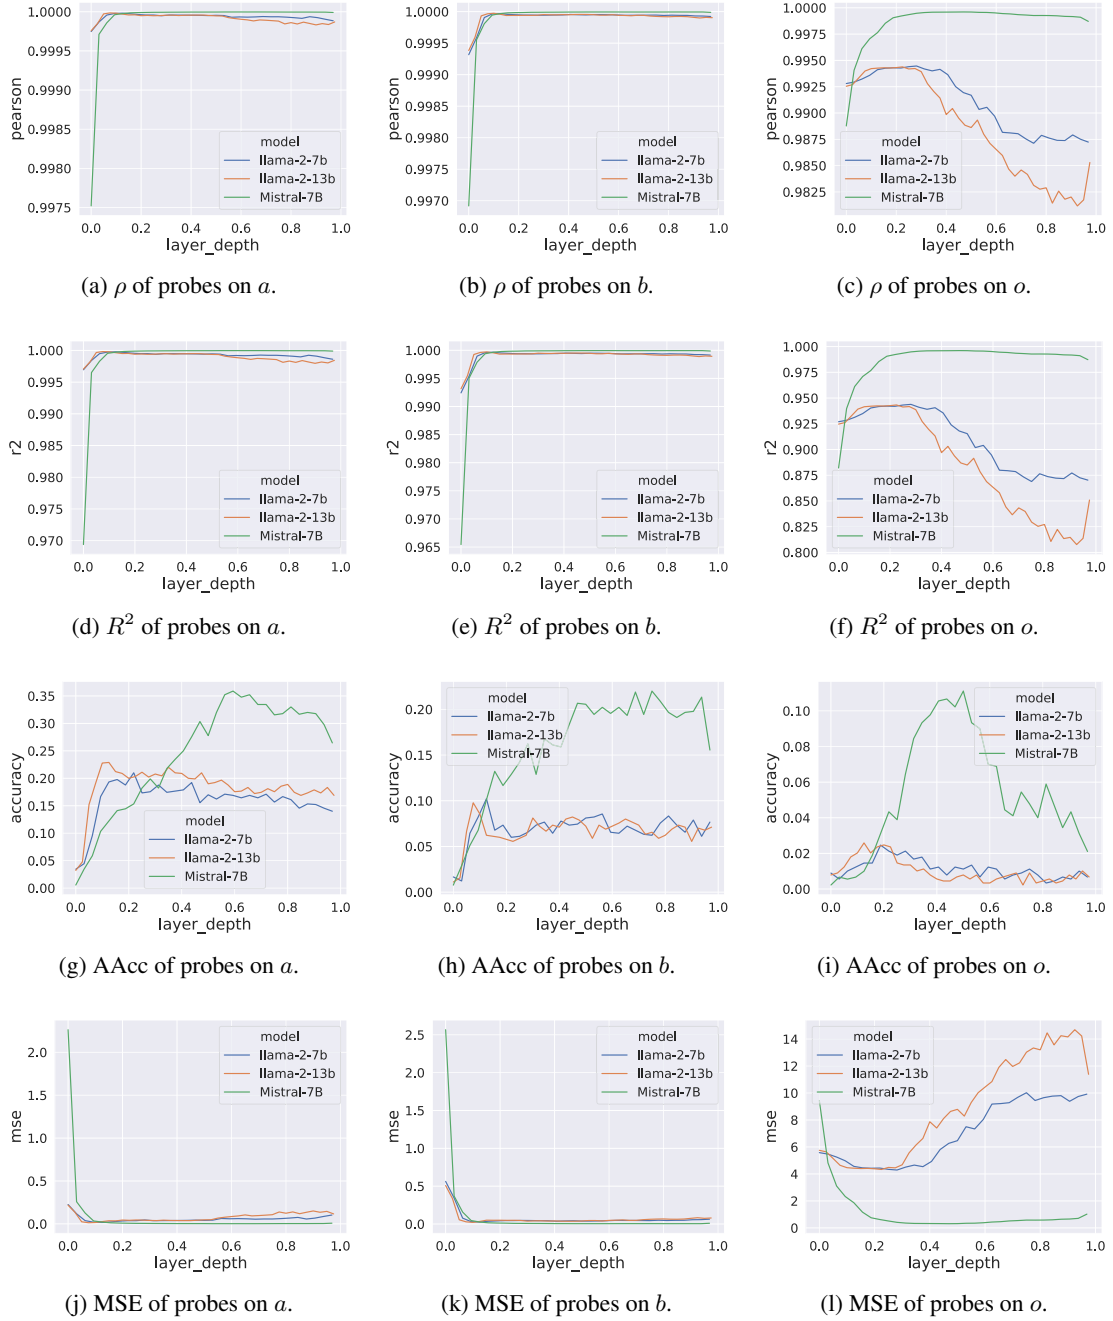 1.0000
0.9995
0.9990
0.9985
0.9980
0.9975
pearson
model
llama-2-7b
llama-2-13b
Mistral-7B
0.0 0.2 0.4 0.6 0.8 1.0
layer_depth
(a) ρ of probes on a.
1.0000
0.9995
0.9990
0.9985
0.9980
0.9975
0.9970
pearson
model
llama-2-7b
llama-2-13b
Mistral-7B
0.0 0.2 0.4 0.6 0.8 1.0
layer_depth
(b) ρ of probes on b.
1.0000
0.9975
0.9950
0.9925
0.9900
0.9875
0.9850
0.9825
pearson
model
llama-2-7b
llama-2-13b
Mistral-7B
0.0 0.2 0.4 0.6 0.8 1.0
layer_depth
(c) ρ of probes on o.
1.000
0.995
0.990
0.985
0.980
0.975
0.970
r2
model
llama-2-7b
llama-2-13b
Mistral-7B
0.0 0.2 0.4 0.6 0.8 1.0
layer_depth
(d) R² of probes on a.
1.000
0.995
0.990
0.985
0.980
0.975
0.970
0.965
r2
model
llama-2-7b
llama-2-13b
Mistral-7B
0.0 0.2 0.4 0.6 0.8 1.0
layer_depth
(e) R² of probes on b.
1.000
0.975
0.950
0.925
0.900
0.875
0.850
0.825
0.800
r2
model
llama-2-7b
llama-2-13b
Mistral-7B
0.0 0.2 0.4 0.6 0.8 1.0
layer_depth
(f) R² of probes on o.
0.35
0.30
0.25
0.20
0.15
0.10
0.05
0.00
accuracy
model
llama-2-7b
llama-2-13b
Mistral-7B
0.0 0.2 0.4 0.6 0.8 1.0
layer_depth
(g) AAcc of probes on a.
0.20
0.15
0.10
0.05
0.00
accuracy
model
llama-2-7b
llama-2-13b
Mistral-7B
0.0 0.2 0.4 0.6 0.8 1.0
layer_depth
(h) AAcc of probes on b.
0.10
0.08
0.06
0.04
0.02
0.00
accuracy
model
llama-2-7b
llama-2-13b
Mistral-7B
0.0 0.2 0.4 0.6 0.8 1.0
layer_depth
(i) AAcc of probes on o.
2.0
1.5
1.0
0.5
0.0
mse
model
llama-2-7b
llama-2-13b
Mistral-7B
0.0 0.2 0.4 0.6 0.8 1.0
layer_depth
(j) MSE of probes on a.
2.5
2.0
1.5
1.0
0.5
0.0
mse
model
llama-2-7b
llama-2-13b
Mistral-7B
0.0 0.2 0.4 0.6 0.8 1.0
layer_depth
(k) MSE of probes on b.
14
12
10
8
6
4
2
0
mse
model
llama-2-7b
llama-2-13b
Mistral-7B
0.0 0.2 0.4 0.6 0.8 1.0
layer_depth
(l) MSE of probes on o.